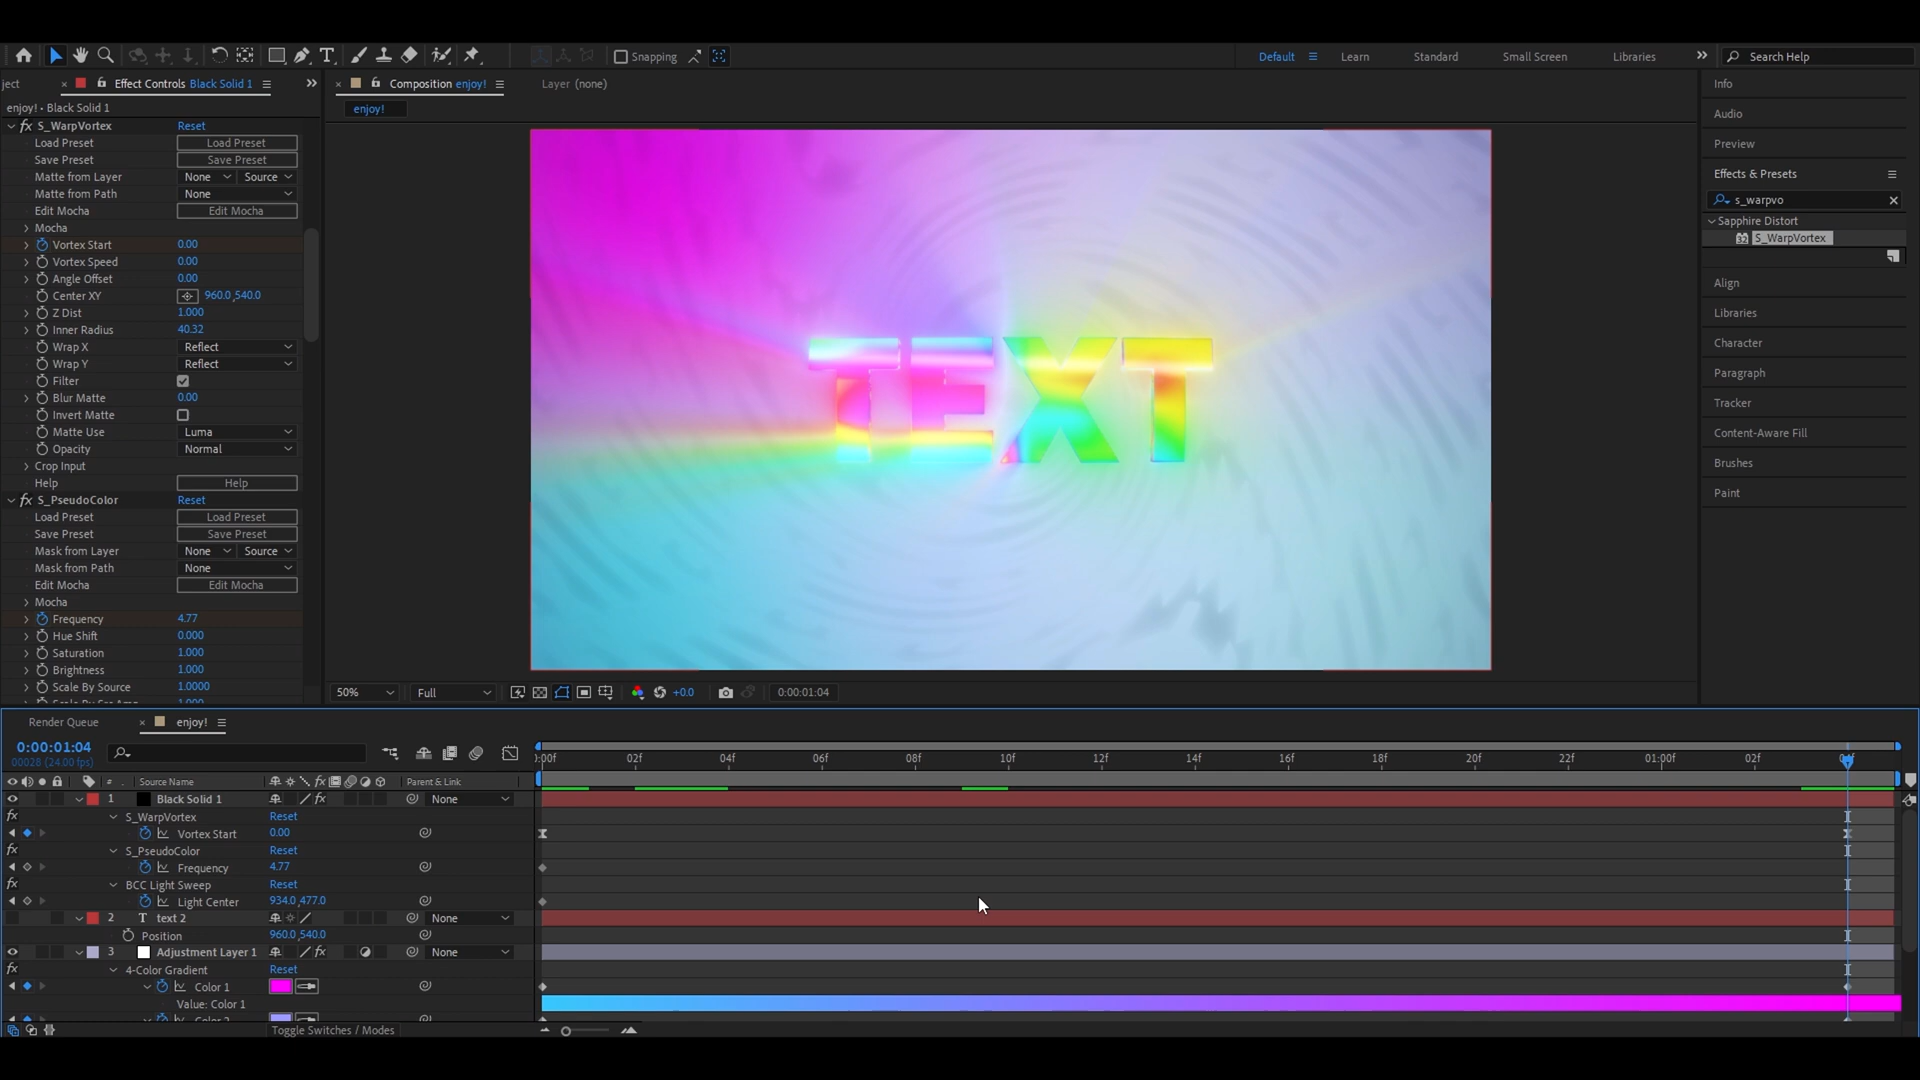 Snapping
Default
Learn
Standard
Small Screen
Libraries
Search Help
ject
Effect Controls Black Solid 1
Composition enjoy!
Layer (none)
enjoy! • Black Solid 1
enjoy!
fx S_WarpVortex Reset
Load Preset Load Preset
Save Preset Save Preset
Matte from Layer None Source
Matte from Path None
Edit Mocha Edit Mocha
Mocha
Vortex Start 0.00
Vortex Speed 0.00
Angle Offset 0.00
Center XY 960.0,540.0
Z Dist 1.000
Inner Radius 40.32
Wrap X Reflect
Wrap Y Reflect
Filter
Blur Matte 0.00
Invert Matte
Matte Use Luma
Opacity Normal
Crop Input
Help Help
fx S_PseudoColor Reset
Load Preset Load Preset
Save Preset Save Preset
Mask from Layer None Source
Mask from Path None
Edit Mocha Edit Mocha
Mocha
Frequency 4.77
Hue Shift 0.000
Saturation 1.000
Brightness 1.000
Scale By Source 1.0000
TEXT
50% Full +0.0 0:00:01:04
Info
Audio
Preview
Effects & Presets
s_warpvo
Sapphire Distort
32 S_WarpVortex
Align
Libraries
Character
Paragraph
Tracker
Content-Aware Fill
Brushes
Paint
Render Queue
enjoy!
0:00:01:04
00028 (24.00 fps)
:00f 02f 04f 06f 08f 10f 12f 14f 16f 18f 20f 22f 01:00f 02f
# Source Name fx Parent & Link
1 Black Solid 1 fx None
fx S_WarpVortex Reset
Vortex Start 0.00
fx S_PseudoColor Reset
Frequency 4.77
fx BCC Light Sweep Reset
Light Center 934.0,477.0
2 T text 2 None
Position 960.0,540.0
3 Adjustment Layer 1 fx None
fx 4-Color Gradient Reset
Color 1
Value: Color 1
Toggle Switches / Modes